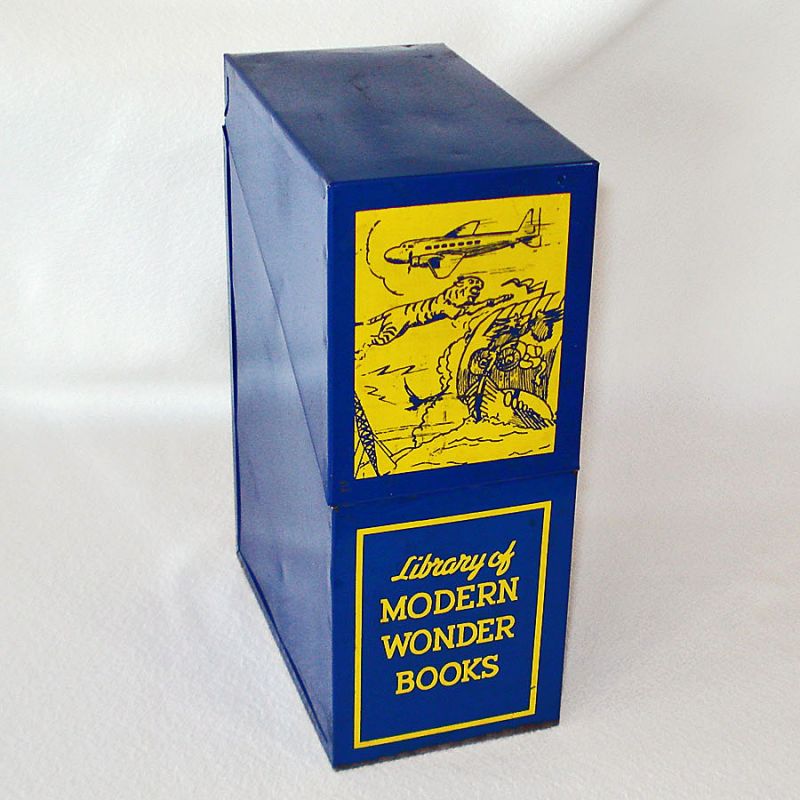 Library of
MODERN
WONDER
BOOKS